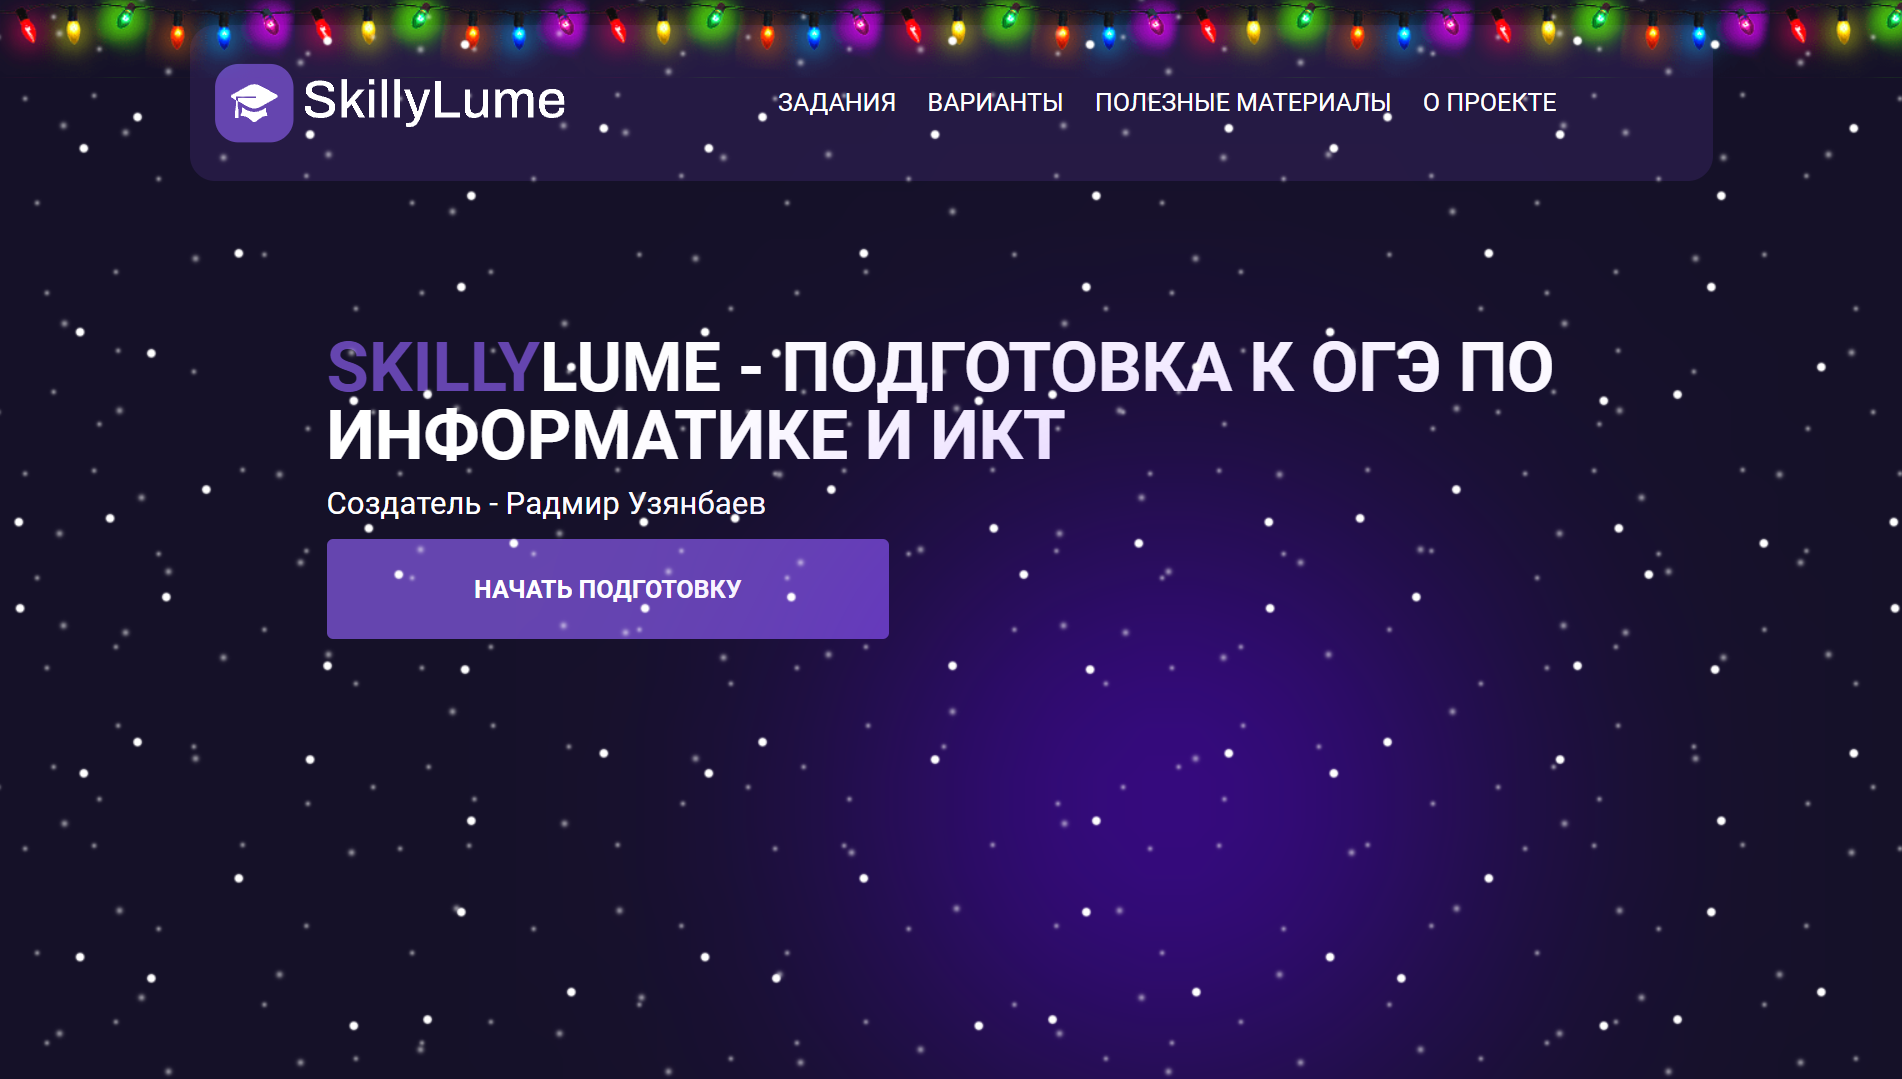 SkillyLume
ЗАДАНИЯ ВАРИАНТЫ ПОЛЕЗНЫЕ МАТЕРИАЛЫ О ПРОЕКТЕ
SKILLYLUME - ПОДГОТОВКА К ОГЭ ПО
ИНФОРМАТИКЕ И ИКТ
Создатель - Радмир Узянбаев
НАЧАТЬ ПОДГОТОВКУ